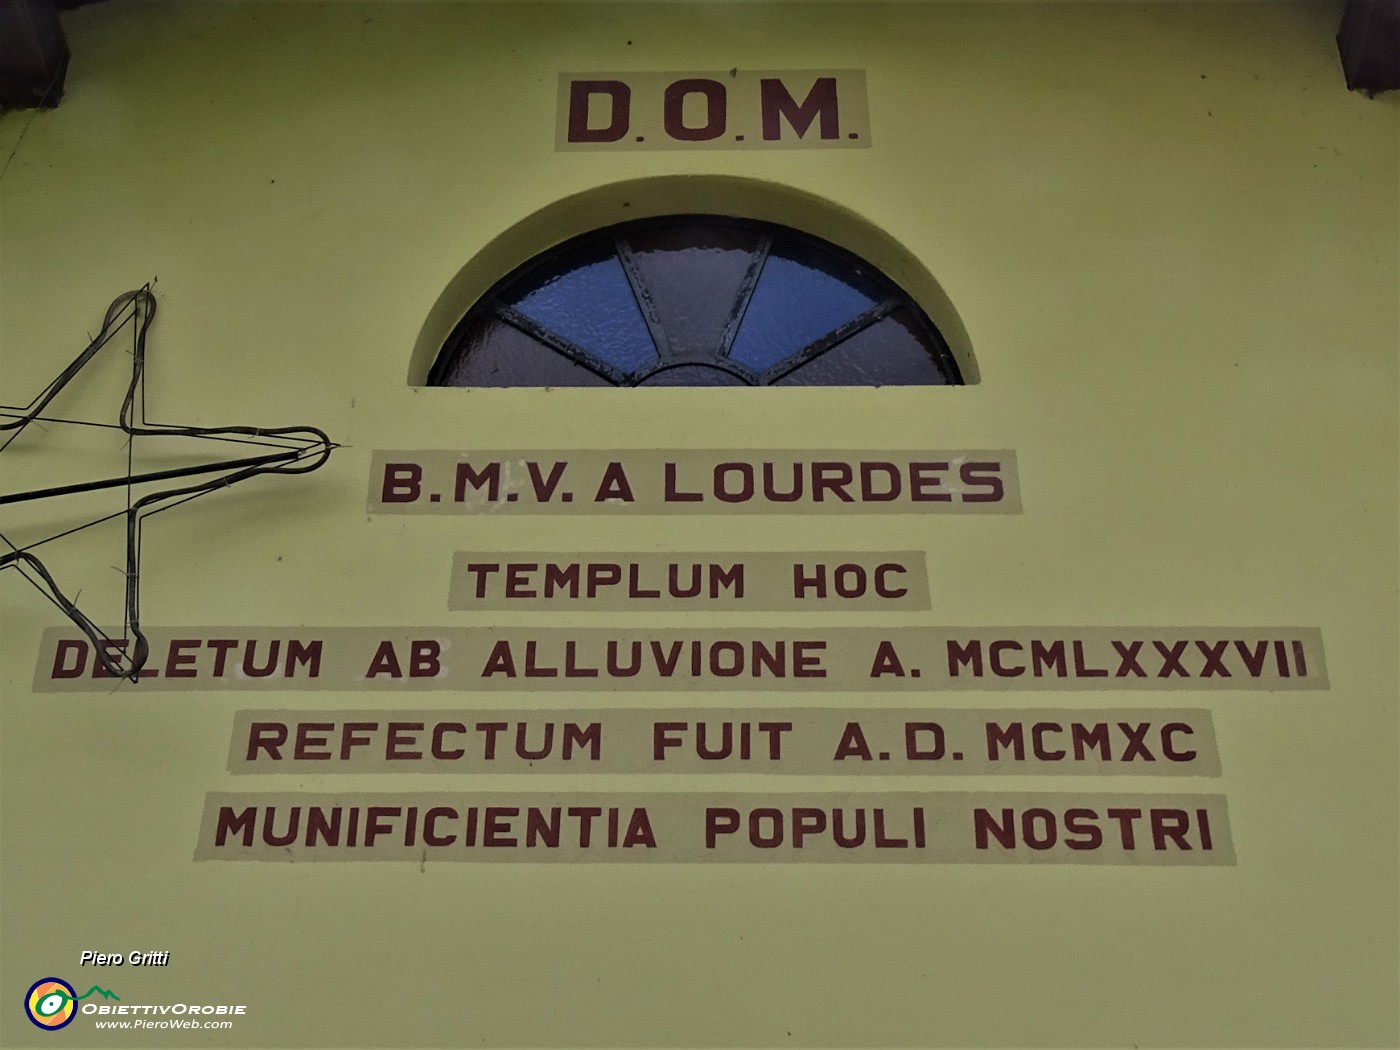 D.O.M.
B.M.V. A LOURDES
TEMPLUM HOC
DELETUM AB ALLUVIONE A. MCMLXXXVII
REFECTUM FUIT A.D. MCMXC
MUNIFICIENTIA POPULI NOSTRI
Piero Gritti
OBIETTIVOROBIE
www.PieroWeb.com